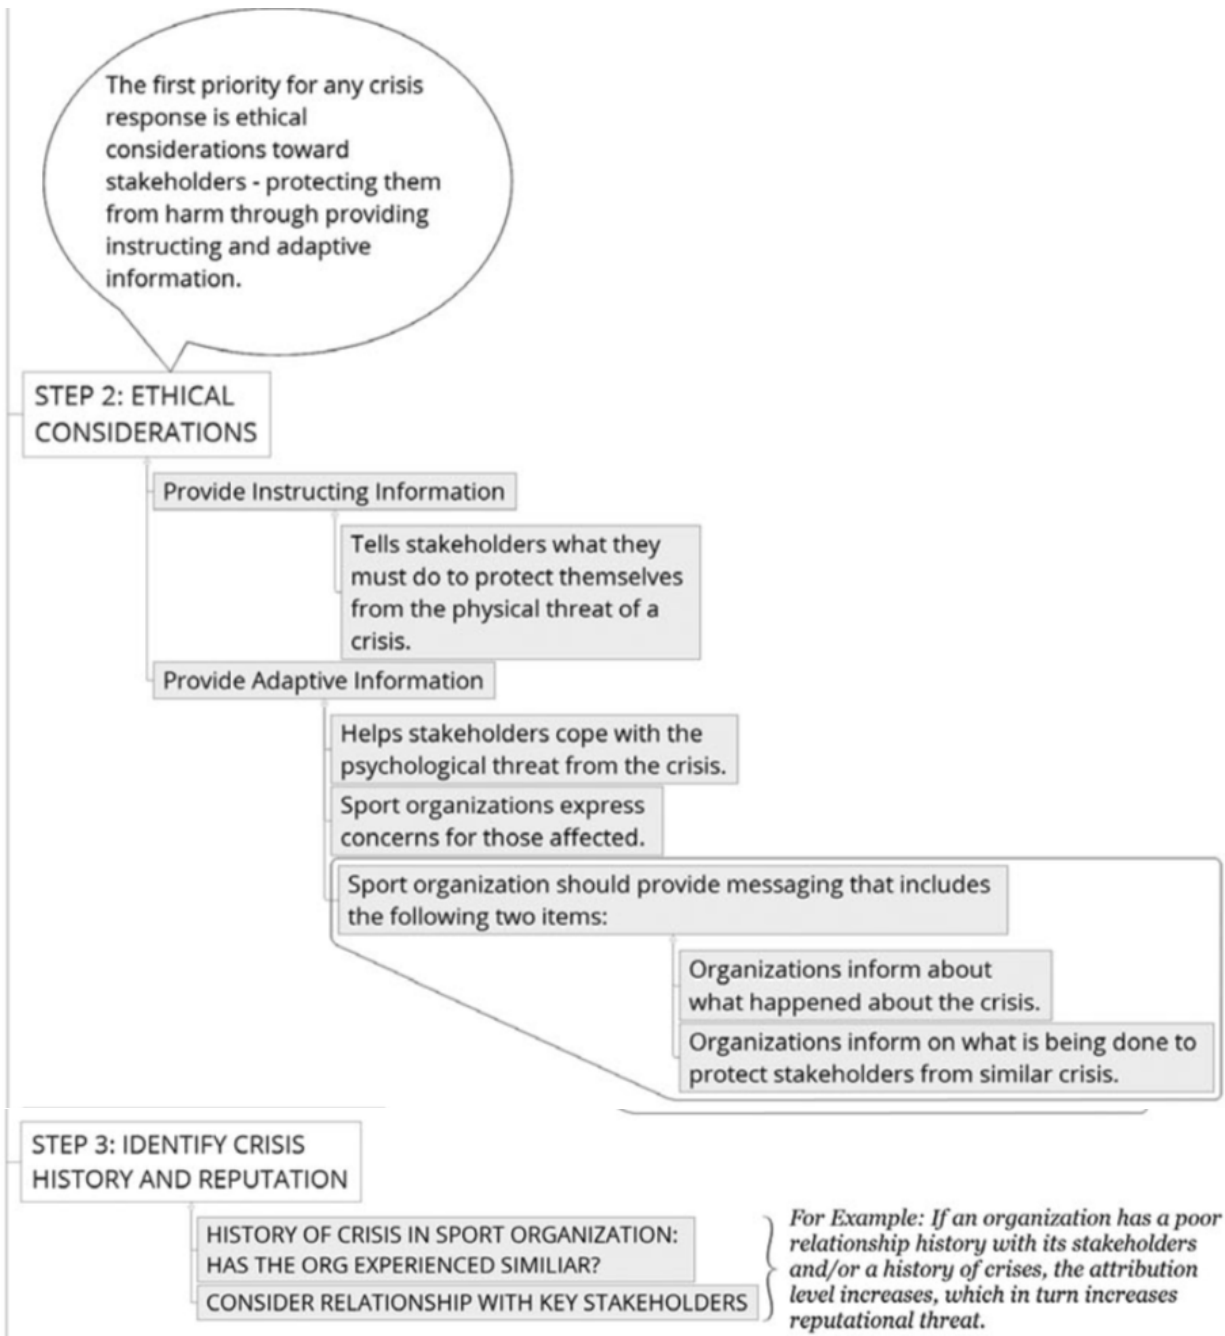 The first priority for any crisis
response is ethical
considerations toward
stakeholders - protecting them
from harm through providing
instructing and adaptive
information.
STEP 2: ETHICAL
CONSIDERATIONS
Provide Instructing Information
Tells stakeholders what they
must do to protect themselves
from the physical threat of a
crisis.
Provide Adaptive Information
Helps stakeholders cope with the
psychological threat from the crisis.
Sport organizations express
concerns for those affected.
Sport organization should provide messaging that includes
the following two items:
Organizations inform about
what happened about the crisis.
Organizations inform on what is being done to
protect stakeholders from similar crisis.
STEP 3: IDENTIFY CRISIS
HISTORY AND REPUTATION
HISTORY OF CRISIS IN SPORT ORGANIZATION:
HAS THE ORG EXPERIENCED SIMILIAR?
CONSIDER RELATIONSHIP WITH KEY STAKEHOLDERS
For Example: If an organization has a poor
relationship history with its stakeholders
and/or a history of crises, the attribution
level increases, which in turn increases
reputational threat.